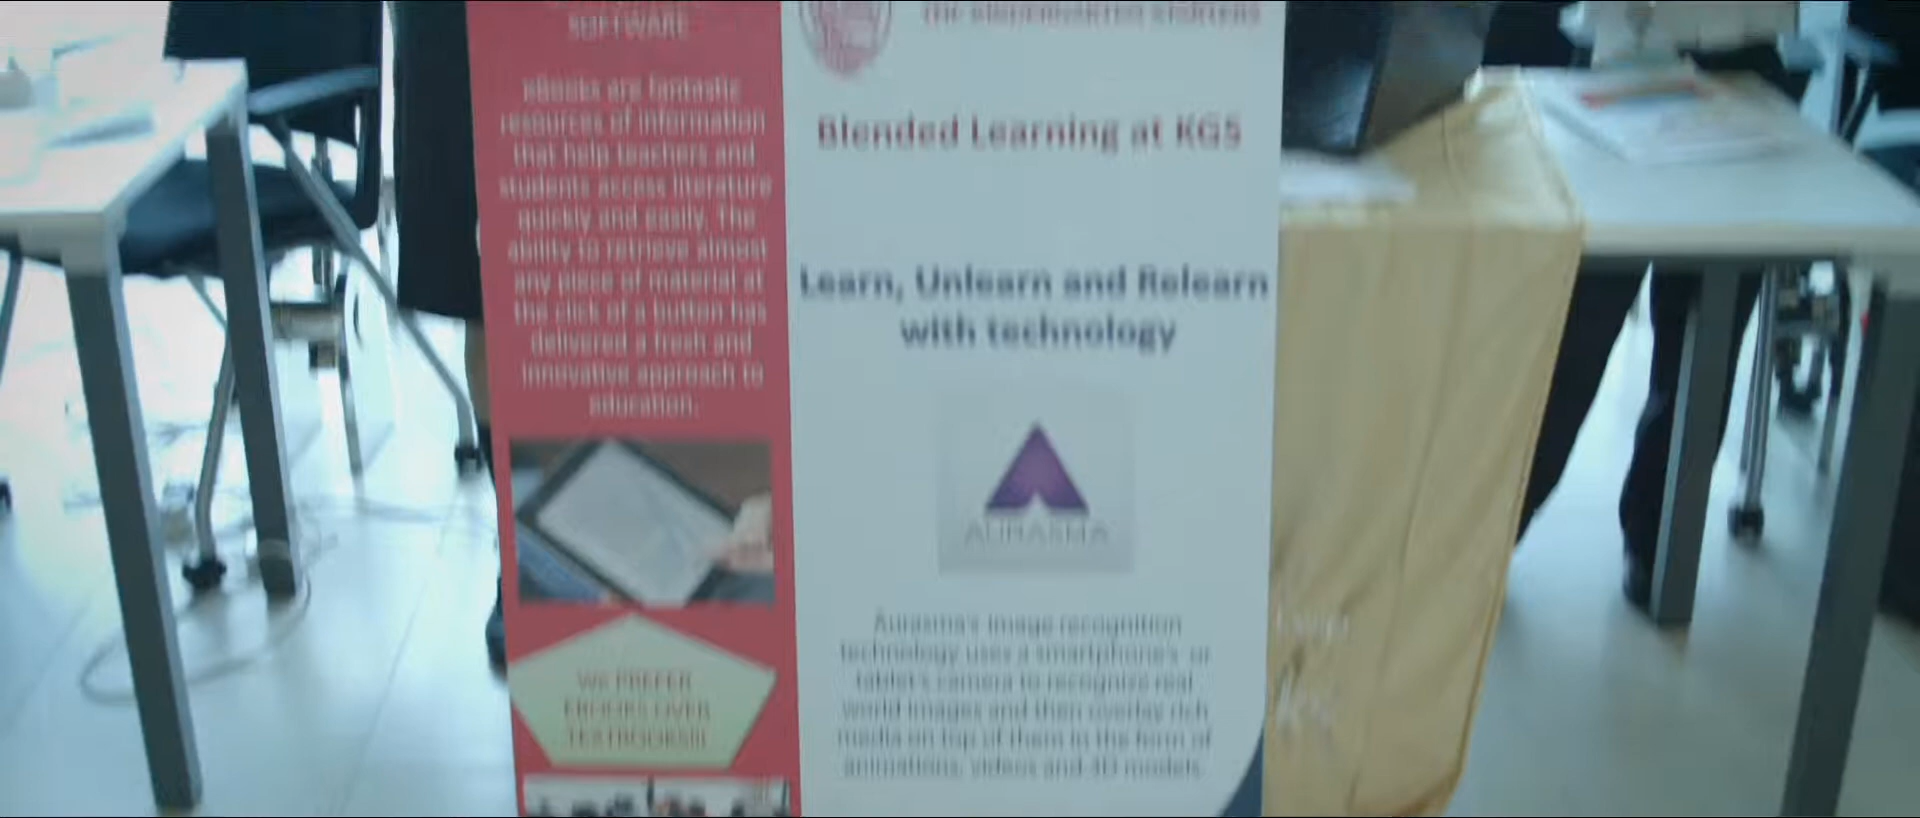 SOFTWARE
eBooks are fantastic
resources of information
that help teachers and
students access literature
quickly and easily. The
ability to retrieve almost
any piece of material at
the click of a button has
delivered a fresh and
innovative approach to
education.
WE PREFER
EBOOKS OVER
TEXTBOOKS!!!
THE KINDERGARTEN STARTERS
Blended Learning at KGS
Learn, Unlearn and Relearn
with technology
AURASMA
Aurasma's image recognition
technology uses a smartphone's or
tablet's camera to recognize real
world images and then overlay rich
media on top of them in the form of
animations, videos and 3D models.